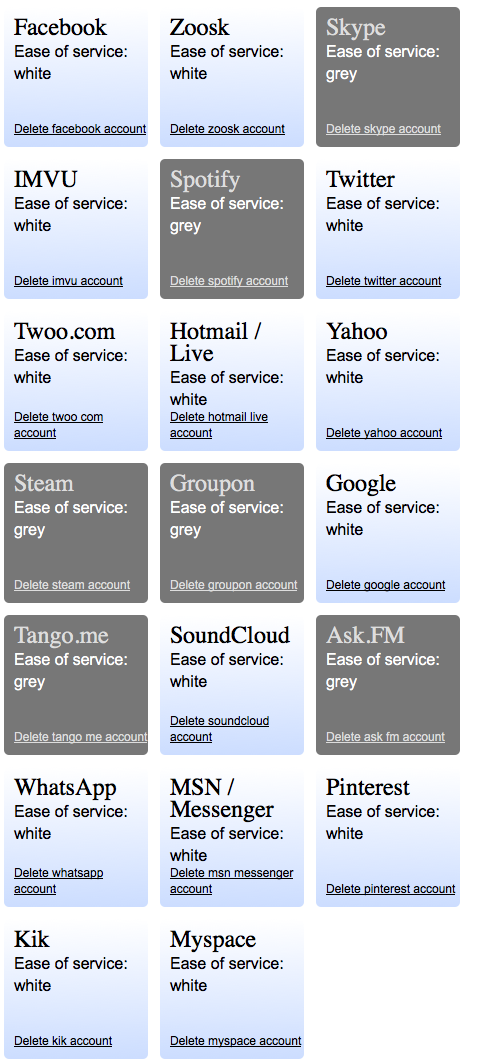 Facebook
Ease of service:
white
Delete facebook account
Zoosk
Ease of service:
white
Delete zoosk account
Skype
Ease of service:
grey
Delete skype account
IMVU
Ease of service:
white
Delete imvu account
Spotify
Ease of service:
grey
Delete spotify account
Twitter
Ease of service:
white
Delete twitter account
Twoo.com
Ease of service:
white
Delete twoo com
account
Hotmail /
Live
Ease of service:
white
Delete hotmail live
account
Yahoo
Ease of service:
white
Delete yahoo account
Steam
Ease of service:
grey
Delete steam account
Groupon
Ease of service:
grey
Delete groupon account
Google
Ease of service:
white
Delete google account
Tango.me
Ease of service:
grey
Delete tango me account
SoundCloud
Ease of service:
white
Delete soundcloud
account
Ask.FM
Ease of service:
grey
Delete ask fm account
WhatsApp
Ease of service:
white
Delete whatsapp
account
MSN /
Messenger
Ease of service:
white
Delete msn messenger
account
Pinterest
Ease of service:
white
Delete pinterest account
Kik
Ease of service:
white
Delete kik account
Myspace
Ease of service:
white
Delete myspace account